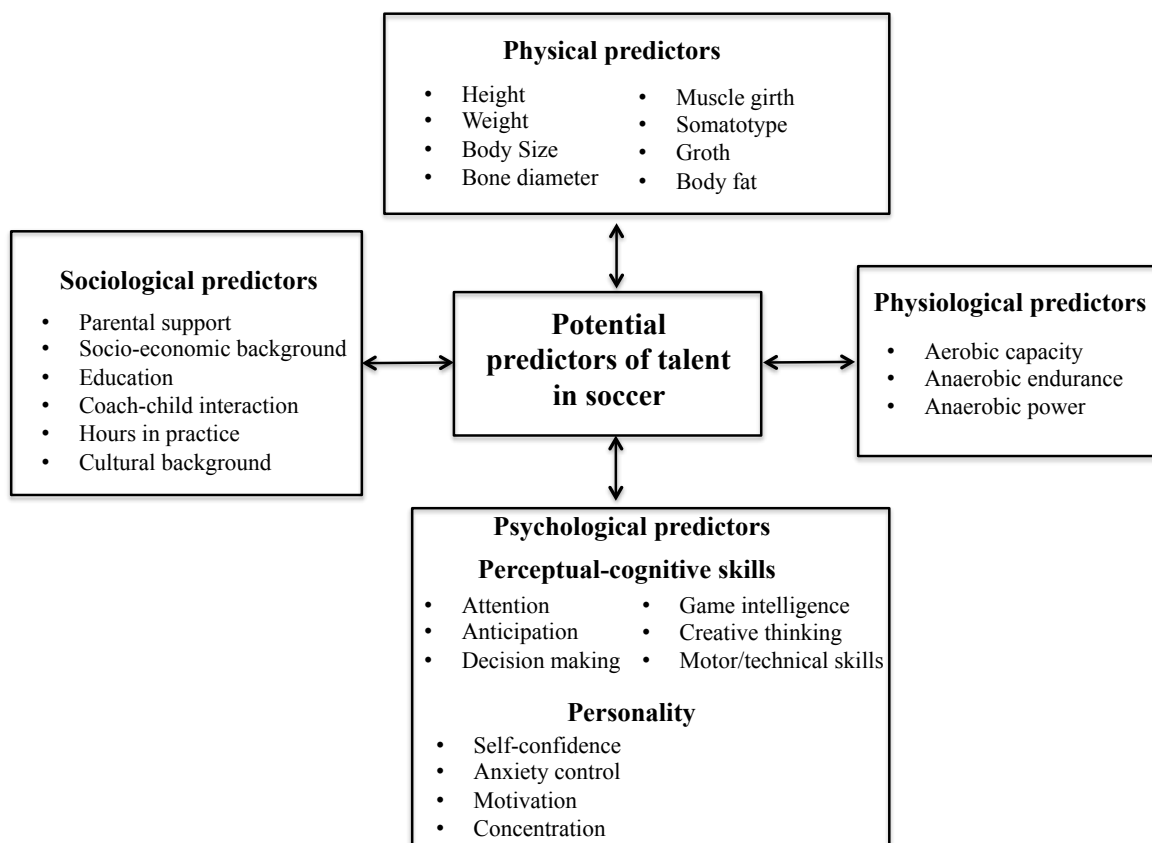 Physical predictors
• Height
• Weight
• Body Size
• Bone diameter
• Muscle girth
• Somatotype
• Groth
• Body fat
Sociological predictors
• Parental support
• Socio-economic background
• Education
• Coach-child interaction
• Hours in practice
• Cultural background
Potential
predictors of talent
in soccer
Physiological predictors
• Aerobic capacity
• Anaerobic endurance
• Anaerobic power
Psychological predictors
Perceptual-cognitive skills
• Attention
• Anticipation
• Decision making
• Game intelligence
• Creative thinking
• Motor/technical skills
Personality
• Self-confidence
• Anxiety control
• Motivation
• Concentration